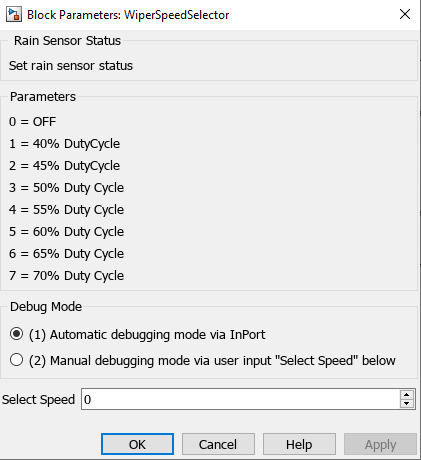 Block Parameters: WiperSpeedSelector
Rain Sensor Status
Set rain sensor status
Parameters
0 = OFF
1 = 40% DutyCycle
2 = 45% DutyCycle
3 = 50% Duty Cycle
4 = 55% Duty Cycle
5 = 60% Duty Cycle
6 = 65% Duty Cycle
7 = 70% Duty Cycle
Debug Mode
(1) Automatic debugging mode via InPort
(2) Manual debugging mode via user input "Select Speed" below
Select Speed 0
OK Cancel Help Apply